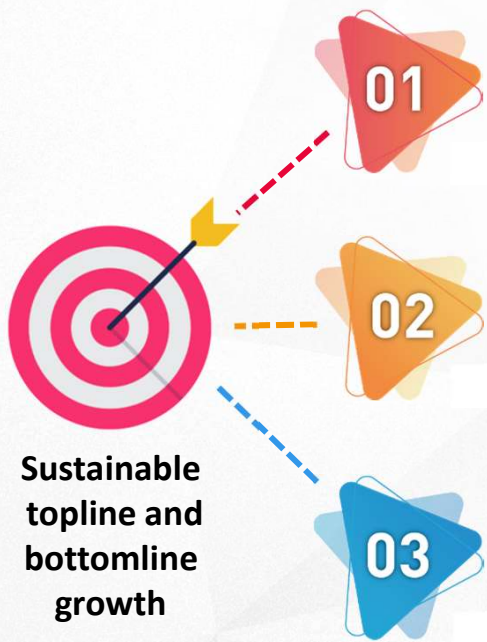 01
02
03
Sustainable
topline and
bottomline
growth